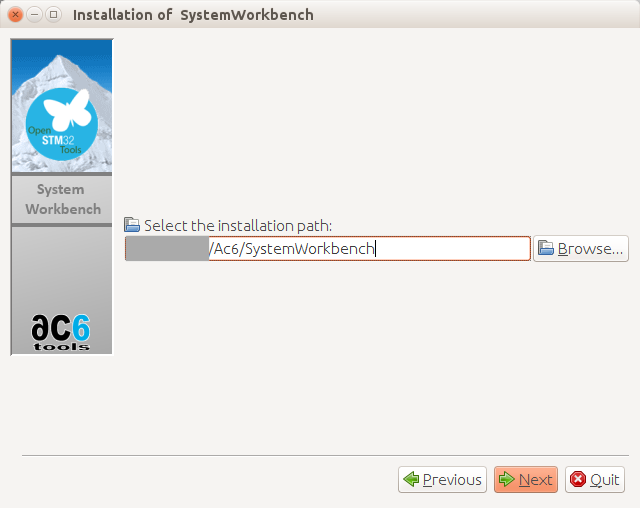 Installation of SystemWorkbench
Open
STM32
Tools
System
Workbench
ac6
tools
Select the installation path:
/Ac6/SystemWorkbench
Browse...
Previous
Next
Quit